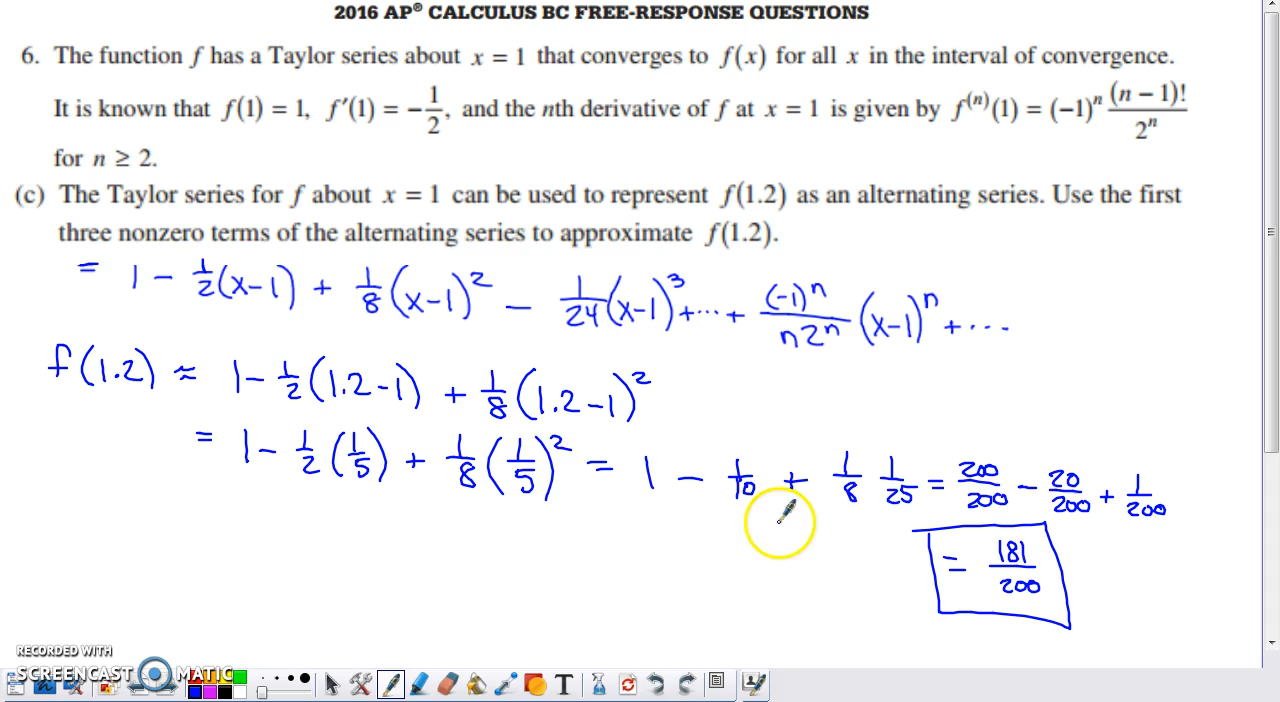 2016 AP® CALCULUS BC FREE-RESPONSE QUESTIONS
6. The function f has a Taylor series about x = 1 that converges to f(x) for all x in the interval of convergence.
It is known that f(1) = 1, f′(1) = −1/2, and the nth derivative of f at x = 1 is given by f⁽ⁿ⁾(1) = (−1)ⁿ (n − 1)!/2ⁿ
for n ≥ 2.
(c) The Taylor series for f about x = 1 can be used to represent f(1.2) as an alternating series. Use the first
three nonzero terms of the alternating series to approximate f(1.2).
= 1 − 1/2(x−1) + 1/8(x−1)² − 1/24(x−1)³ + ⋯ + (−1)ⁿ/n2ⁿ (x−1)ⁿ + ⋯
f(1.2) ≈ 1 − 1/2(1.2−1) + 1/8(1.2−1)²
= 1 − 1/2(1/5) + 1/8(1/5)² = 1 − 1/10 + 1/8 1/25 = 200/200 − 20/200 + 1/200
= 181/200
RECORDED WITH
SCREENCAST MATIC